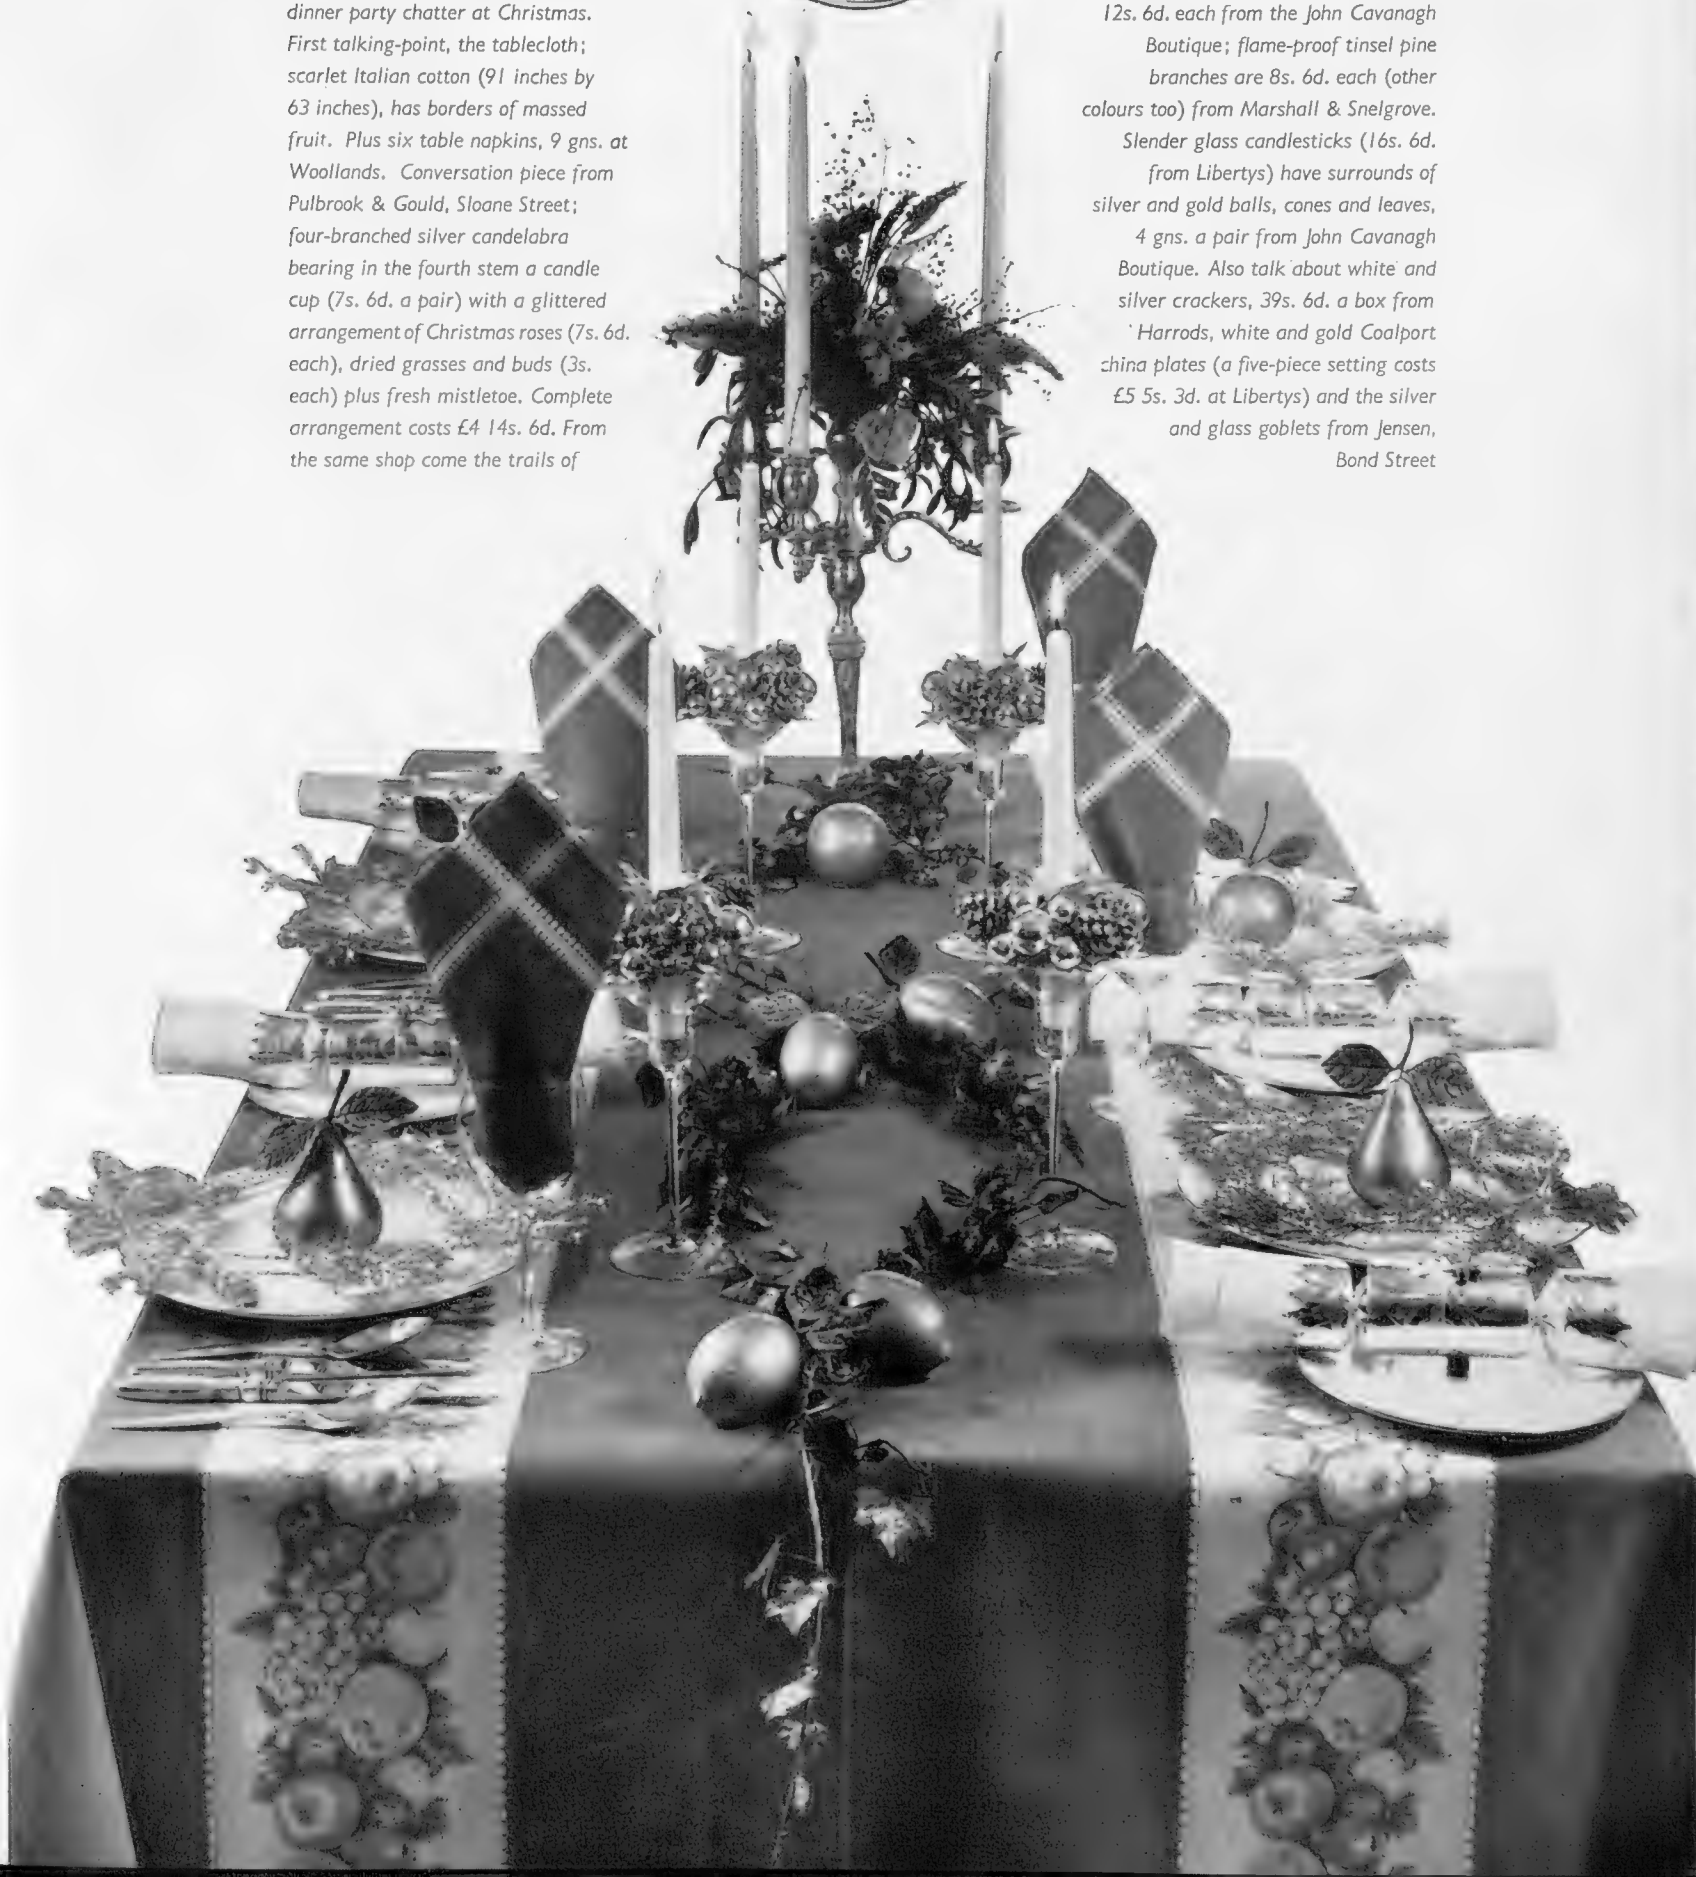 dinner party chatter at Christmas.
First talking-point, the tablecloth;
scarlet Italian cotton (91 inches by
63 inches), has borders of massed
fruit. Plus six table napkins, 9 gns. at
Woollands. Conversation piece from
Pulbrook & Gould, Sloane Street;
four-branched silver candelabra
bearing in the fourth stem a candle
cup (7s. 6d. a pair) with a glittered
arrangement of Christmas roses (7s. 6d.
each), dried grasses and buds (3s.
each) plus fresh mistletoe. Complete
arrangement costs £4 14s. 6d. From
the same shop come the trails of
12s. 6d. each from the John Cavanagh
Boutique; flame-proof tinsel pine
branches are 8s. 6d. each (other
colours too) from Marshall & Snelgrove.
Slender glass candlesticks (16s. 6d.
from Libertys) have surrounds of
silver and gold balls, cones and leaves,
4 gns. a pair from John Cavanagh
Boutique. Also talk about white and
silver crackers, 39s. 6d. a box from
Harrods, white and gold Coalport
china plates (a five-piece setting costs
£5 5s. 3d. at Libertys) and the silver
and glass goblets from Jensen,
Bond Street